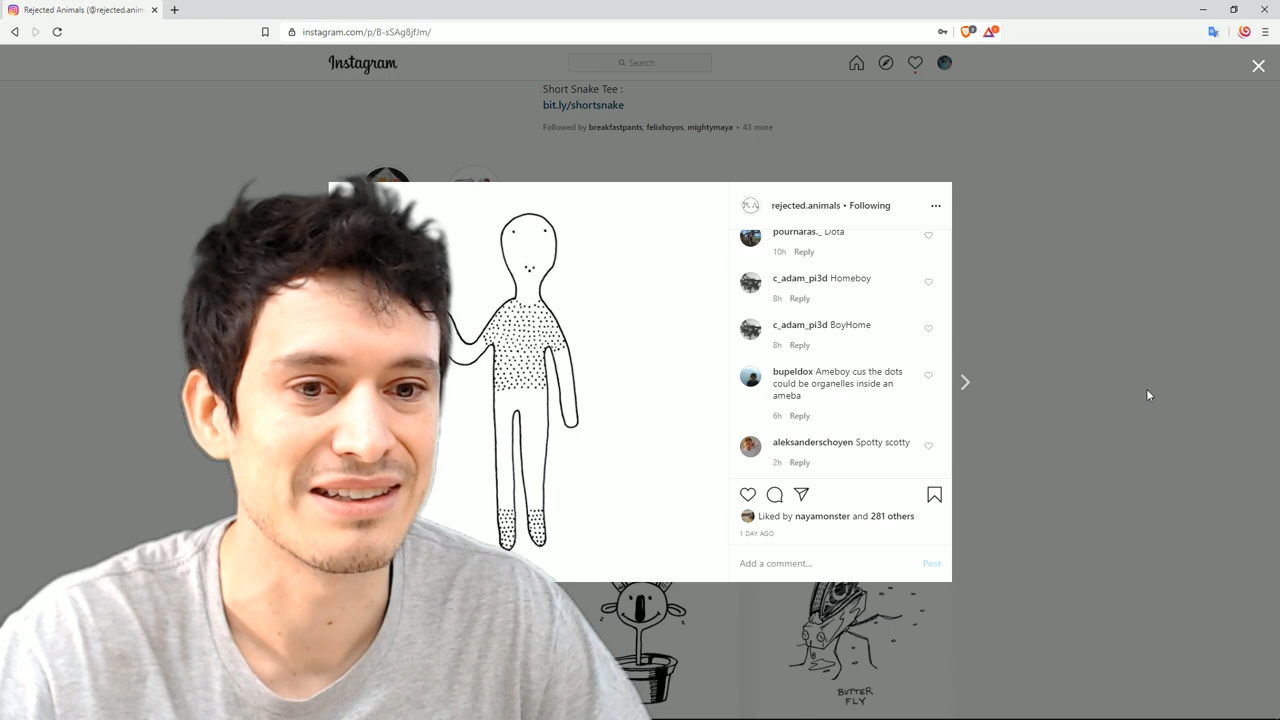 Rejected Animals (@rejected.anim
instagram.com/p/B-sSAg8jfJm/
Instagram
Search
Short Snake Tee :
bit.ly/shortsnake
Followed by breakfastpants, felixhoyos, mightymaya + 43 more
rejected.animals • Following
pournaras._ Dota
10h Reply
c_adam_pi3d Homeboy
8h Reply
c_adam_pi3d BoyHome
8h Reply
bupeldox Ameboy cus the dots
could be organelles inside an
ameba
6h Reply
aleksanderschoyen Spotty scotty
2h Reply
Liked by nayamonster and 281 others
1 DAY AGO
Add a comment... Post
BUTTER
FLY